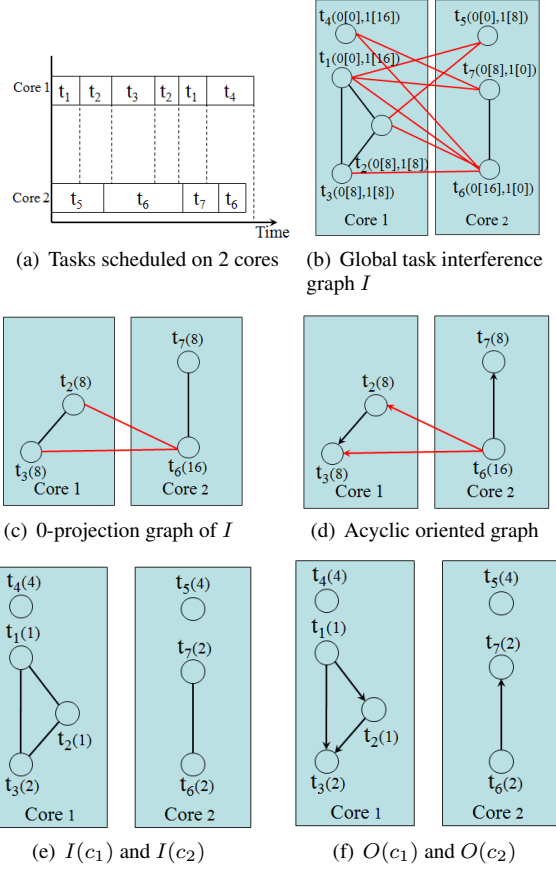 Core 1
t1 t2 t3 t2 t1 t4
Core 2
t5 t6 t7 t6
Time
(a) Tasks scheduled on 2 cores
t4(0[0],1[16])
t5(0[0],1[8])
t1(0[0],1[16])
t7(0[8],1[0])
t2(0[8],1[8])
t3(0[8],1[8])
t6(0[16],1[0])
Core 1
Core 2
(b) Global task interference
graph I
t7(8)
t2(8)
t3(8)
t6(16)
Core 1
Core 2
(c) 0-projection graph of I
t7(8)
t2(8)
t3(8)
t6(16)
Core 1
Core 2
(d) Acyclic oriented graph
t4(4)
t5(4)
t1(1)
t7(2)
t2(1)
t3(2)
t6(2)
Core 1
Core 2
(e) I(c1) and I(c2)
t4(4)
t5(4)
t1(1)
t7(2)
t2(1)
t3(2)
t6(2)
Core 1
Core 2
(f) O(c1) and O(c2)